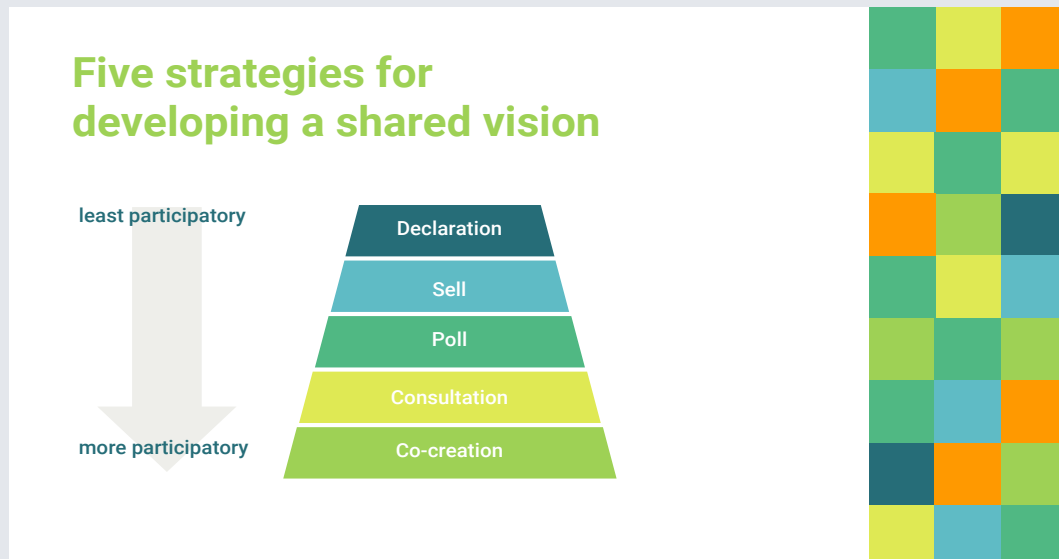 Five strategies for
developing a shared vision
least participatory
Declaration
Sell
Poll
Consultation
Co-creation
more participatory